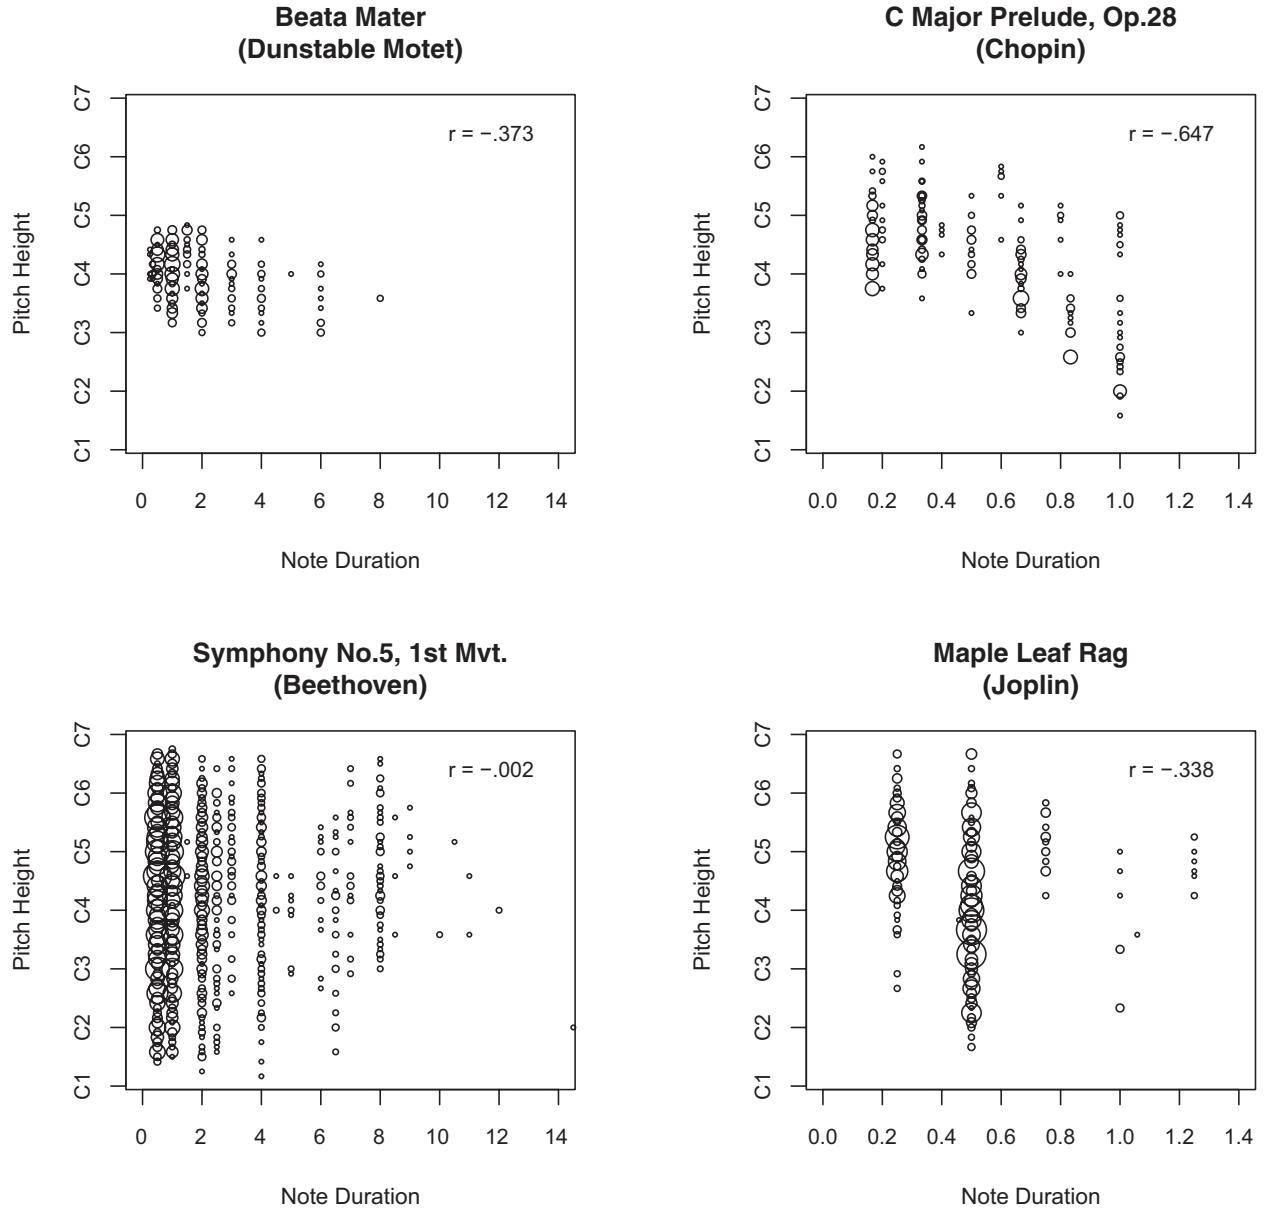 Beata Mater
(Dunstable Motet)
C7
C6
C5
C4
C3
C2
C1
Pitch Height
r = −.373
0 2 4 6 8 10 12 14
Note Duration
C Major Prelude, Op.28
(Chopin)
C7
C6
C5
C4
C3
C2
C1
Pitch Height
r = −.647
0.0 0.2 0.4 0.6 0.8 1.0 1.2 1.4
Note Duration
Symphony No.5, 1st Mvt.
(Beethoven)
C7
C6
C5
C4
C3
C2
C1
Pitch Height
r = −.002
0 2 4 6 8 10 12 14
Note Duration
Maple Leaf Rag
(Joplin)
C7
C6
C5
C4
C3
C2
C1
Pitch Height
r = −.338
0.0 0.2 0.4 0.6 0.8 1.0 1.2 1.4
Note Duration